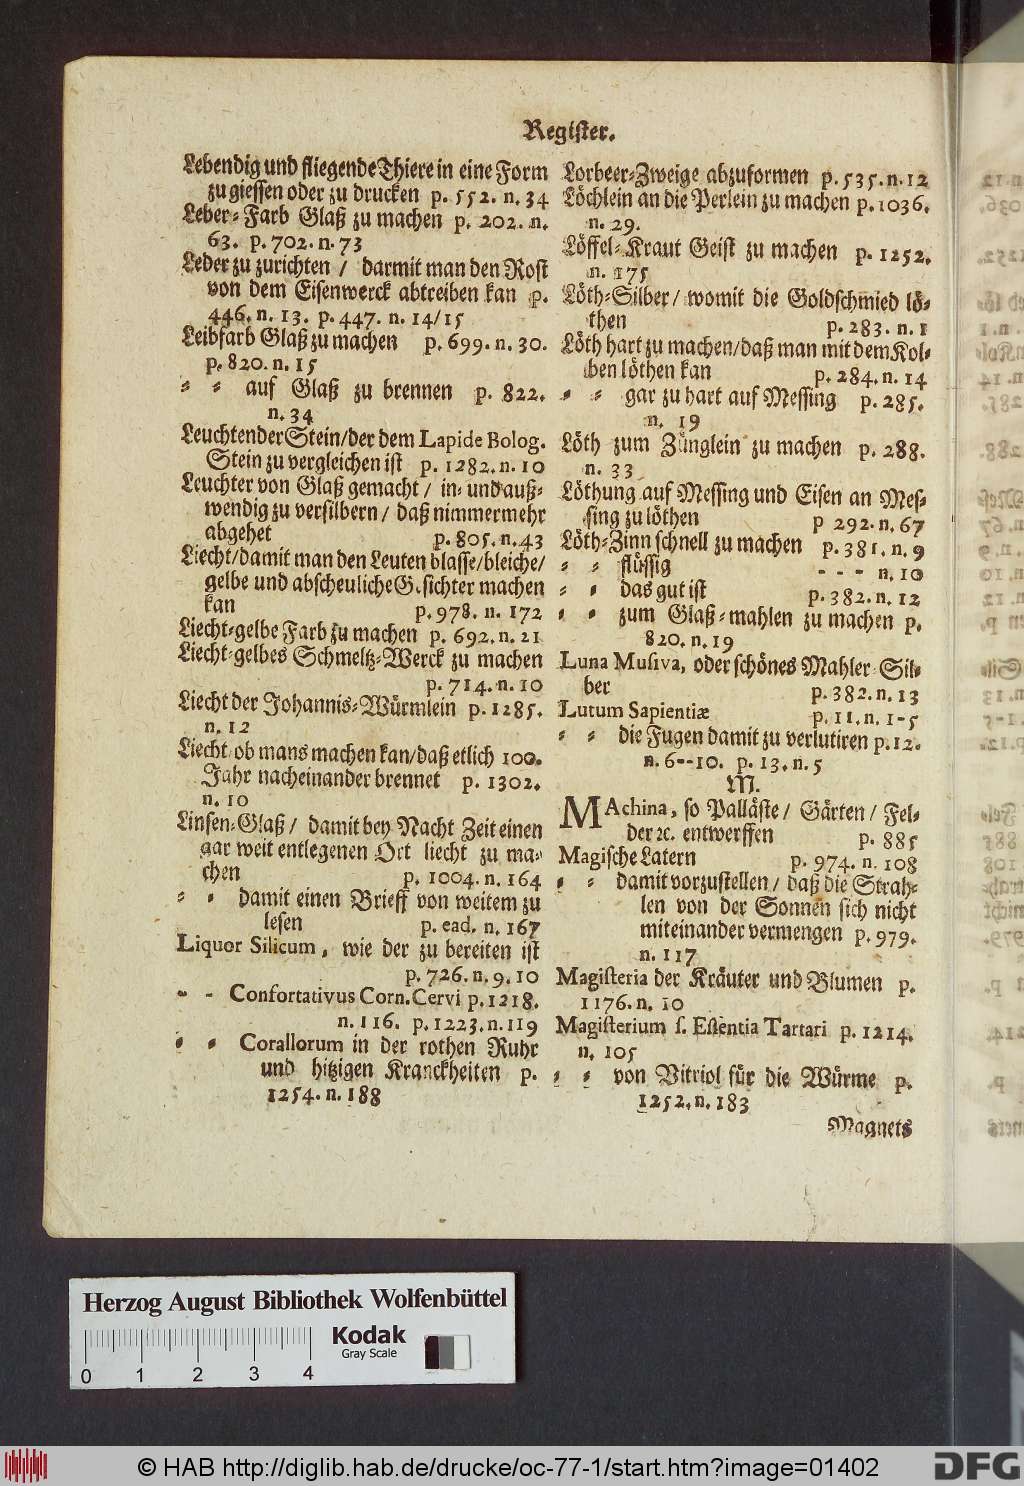 Register.
Lebendig und fliegende Thiere in eine Form
zu giessen oder zu drucken p. 552. n. 34
Leber-Farb Glaß zu machen p. 202. n.
63. p. 702. n. 73
Leder zu zurichten / darmit man den Rost
von dem Eisenwerck abtreiben kan p.
446. n. 13. p. 447. n. 14/15
Leibfarb Glaß zu machen p. 699. n. 30.
p. 820. n. 15
- - auf Glaß zu brennen p. 822.
n. 34
Leuchtender Stein/der dem Lapide Bolog.
Stein zu vergleichen ist p. 1282. n. 10
Leuchter von Glaß gemacht / in- und auß-
wendig zu versilbern / daß nimmermehr
abgehet p. 805. n. 43
Liecht/damit man den Leuten blasse/bleiche/
gelbe und abscheuliche Gesichter machen
kan p. 978. n. 172
Liecht-gelbe Farb zu machen p. 692. n. 21
Liecht-gelbes Schmeltz-Werck zu machen
p. 714. n. 10
Liecht der Johannis-Würmlein p. 1285.
n. 12
Liecht ob mans machen kan/daß etlich 100.
Jahr nacheinander brennet p. 1302.
n. 10
Linsen-Glaß / damit bey Nacht Zeit einen
gar weit entlegenen Ort liecht zu ma-
chen p. 1004. n. 164
- - damit einen Brieff von weitem zu
lesen p. ead. n. 167
Liquor Silicum, wie der zu bereiten ist
p. 726. n. 9. 10
- - Confortativus Corn. Cervi p. 1218.
n. 116. p. 1223. n. 119
- - Corallorum in der rothen Ruhr
und hitzigen Kranckheiten p.
1254. n. 188
Lorbeer-Zweige abzuformen p. 535. n. 12
Löchlein an die Perlein zu machen p. 1036.
n. 29.
Löffel-Kraut Geist zu machen p. 1252.
n. 175
Löth-Silber / womit die Goldschmied lö-
then p. 283. n. 1
Löth hart zu machen/daß man mit dem Kol-
ben löthen kan p. 284. n. 14
- - gar zu hart auf Messing p. 285.
n. 19
Löth zum Zünglein zu machen p. 288.
n. 33
Löthung auf Messing und Eisen an Mes-
sing zu löthen p 292. n. 67
Löth-Zinn schnell zu machen p. 381. n. 9
- - flüssig - - - n. 10
- - das gut ist p. 382. n. 12
- - zum Glaß-mahlen zu machen p.
820. n. 19
Luna Musiva, oder schönes Mahler-Sil-
ber p. 382. n. 13
Lutum Sapientiæ p. 11. n. 1-5
- - die Fugen damit zu verlutiren p. 12.
n. 6--10. p. 13. n. 5
M.
MAchina, so Palläste / Gärten / Fel-
der ꝛc. entwerffen p. 885
Magische Latern p. 974. n. 108
- - damit vorzustellen / daß die Strah-
len von der Sonnen sich nicht
miteinander vermengen p. 979.
n. 117
Magisteria der Kräuter und Blumen p.
1176. n. 10
Magisterium s. Essentia Tartari p. 1214.
n. 105
- - von Vitriol für die Würme p.
1252. n. 183
Magnets
Herzog August Bibliothek Wolfenbüttel
Kodak
Gray Scale
0 1 2 3 4
© HAB http://diglib.hab.de/drucke/oc-77-1/start.htm?image=01402
DFG